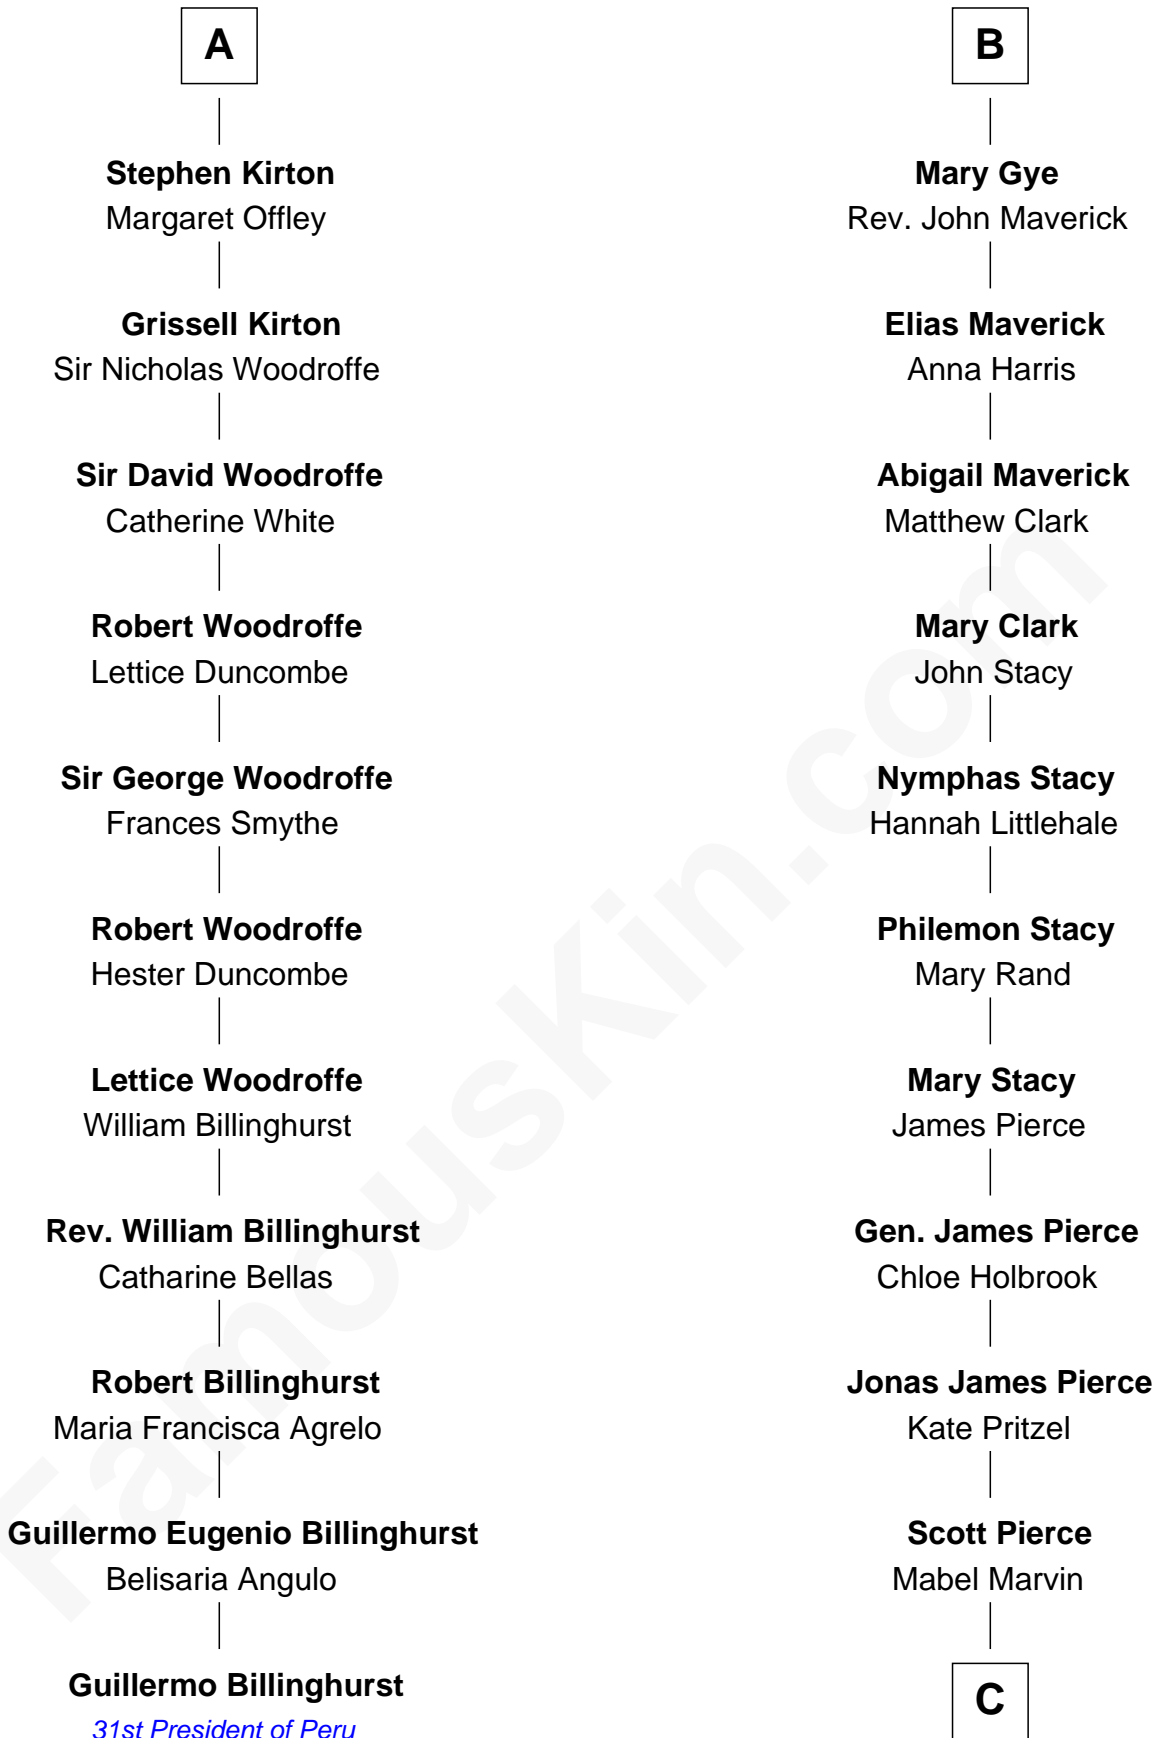 A
Stephen Kirton
Margaret Offley
Grissell Kirton
Sir Nicholas Woodroffe
Sir David Woodroffe
Catherine White
Robert Woodroffe
Lettice Duncombe
Sir George Woodroffe
Frances Smythe
Robert Woodroffe
Hester Duncombe
Lettice Woodroffe
William Billinghurst
Rev. William Billinghurst
Catharine Bellas
Robert Billinghurst
Maria Francisca Agrelo
Guillermo Eugenio Billinghurst
Belisaria Angulo
Guillermo Billinghurst
31st President of Peru
B
Mary Gye
Rev. John Maverick
Elias Maverick
Anna Harris
Abigail Maverick
Matthew Clark
Mary Clark
John Stacy
Nymphas Stacy
Hannah Littlehale
Philemon Stacy
Mary Rand
Mary Stacy
James Pierce
Gen. James Pierce
Chloe Holbrook
Jonas James Pierce
Kate Pritzel
Scott Pierce
Mabel Marvin
C
FamousKin.com